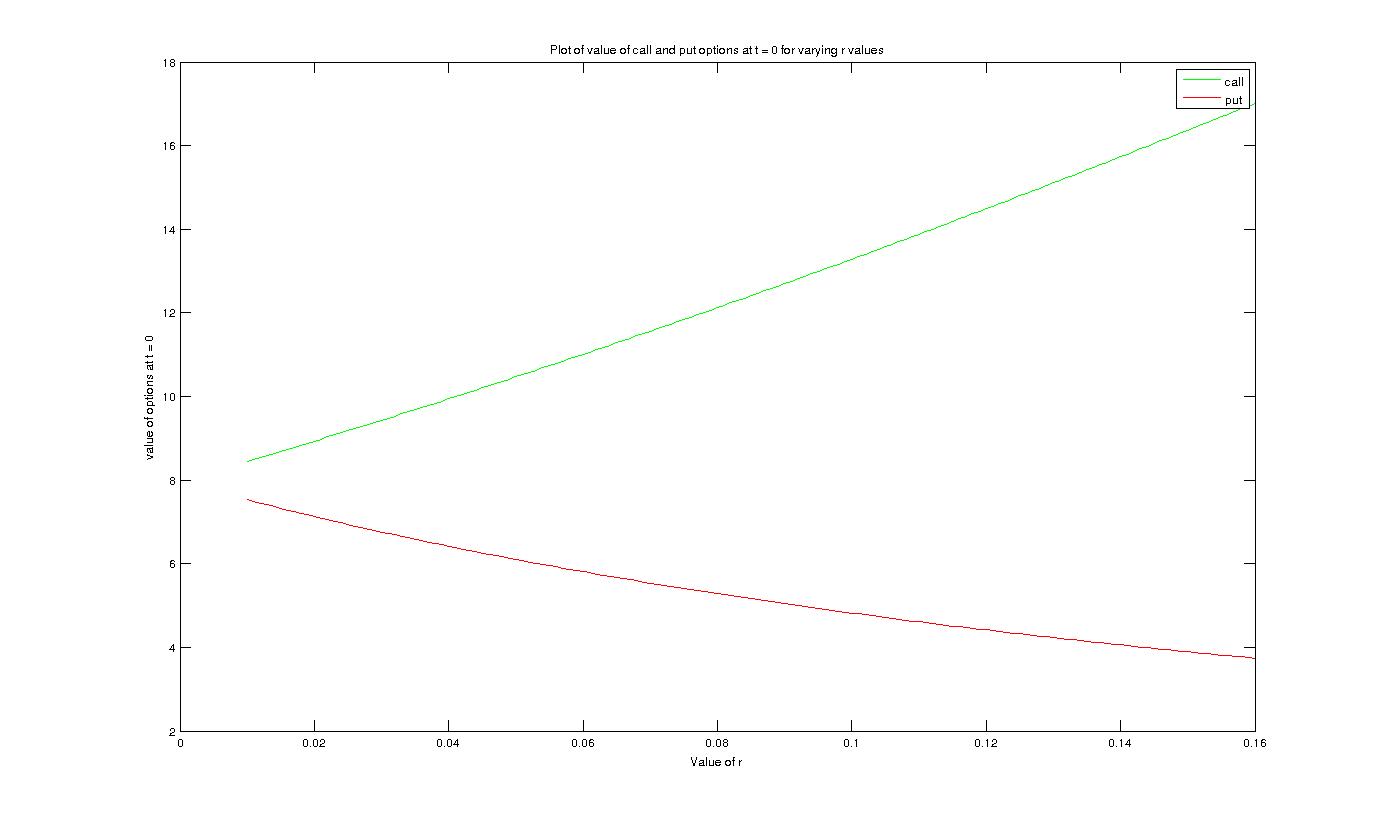 Plot of value of call and put options at t = 0 for varying r values
18
16
14
12
10
8
6
4
2
call
put
value of options at t = 0
0 0.02 0.04 0.06 0.08 0.1 0.12 0.14 0.16
Value of r